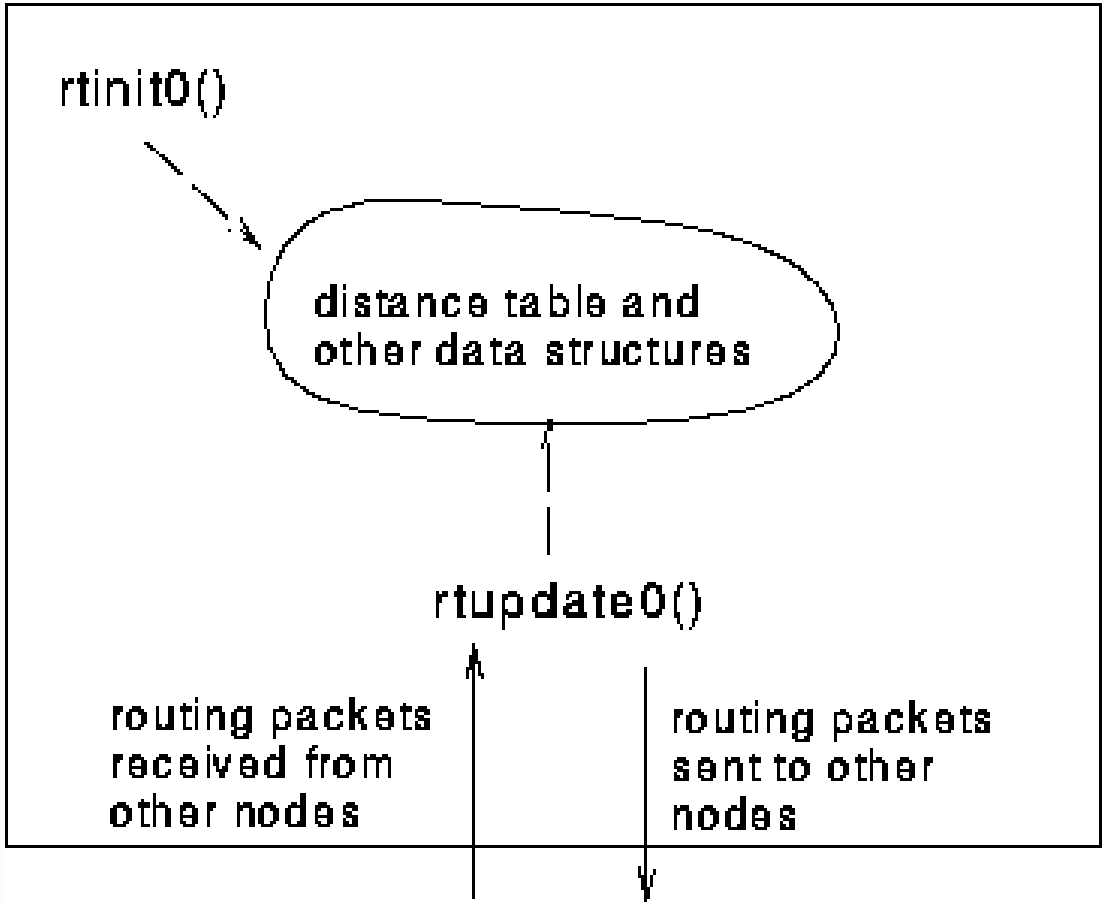 rtinit0()
distance table and
other data structures
rtupdate0()
routing packets
received from
other nodes
routing packets
sent to other
nodes